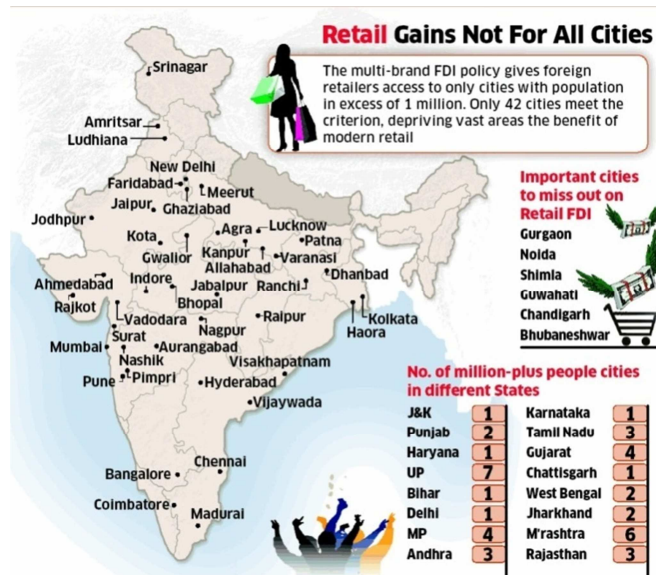 Retail Gains Not For All Cities
The multi-brand FDI policy gives foreign
retailers access to only cities with population
in excess of 1 million. Only 42 cities meet the
criterion, depriving vast areas the benefit of
modern retail
Srinagar
Amritsar
Ludhiana
New Delhi
Faridabad
Meerut
Jaipur
Ghaziabad
Jodhpur
Agra
Lucknow
Kota
Patna
Gwalior
Kanpur
Varanasi
Allahabad
Dhanbad
Ahmedabad
Indore
Jabalpur
Ranchi
Rajkot
Bhopal
Vadodara
Raipur
Kolkata
Surat
Nagpur
Haora
Mumbai
Aurangabad
Nashik
Visakhapatnam
Pune
Pimpri
Hyderabad
Vijaywada
Chennai
Bangalore
Coimbatore
Madurai
Important cities
to miss out on
Retail FDI
Gurgaon
Noida
Shimla
Guwahati
Chandigarh
Bhubaneshwar
No. of million-plus people cities
in different States
J&K 1
Punjab 2
Haryana 1
UP 7
Bihar 1
Delhi 1
MP 4
Andhra 3
Karnataka 1
Tamil Nadu 3
Gujarat 4
Chattisgarh 1
West Bengal 2
Jharkhand 2
M'rashtra 6
Rajasthan 3